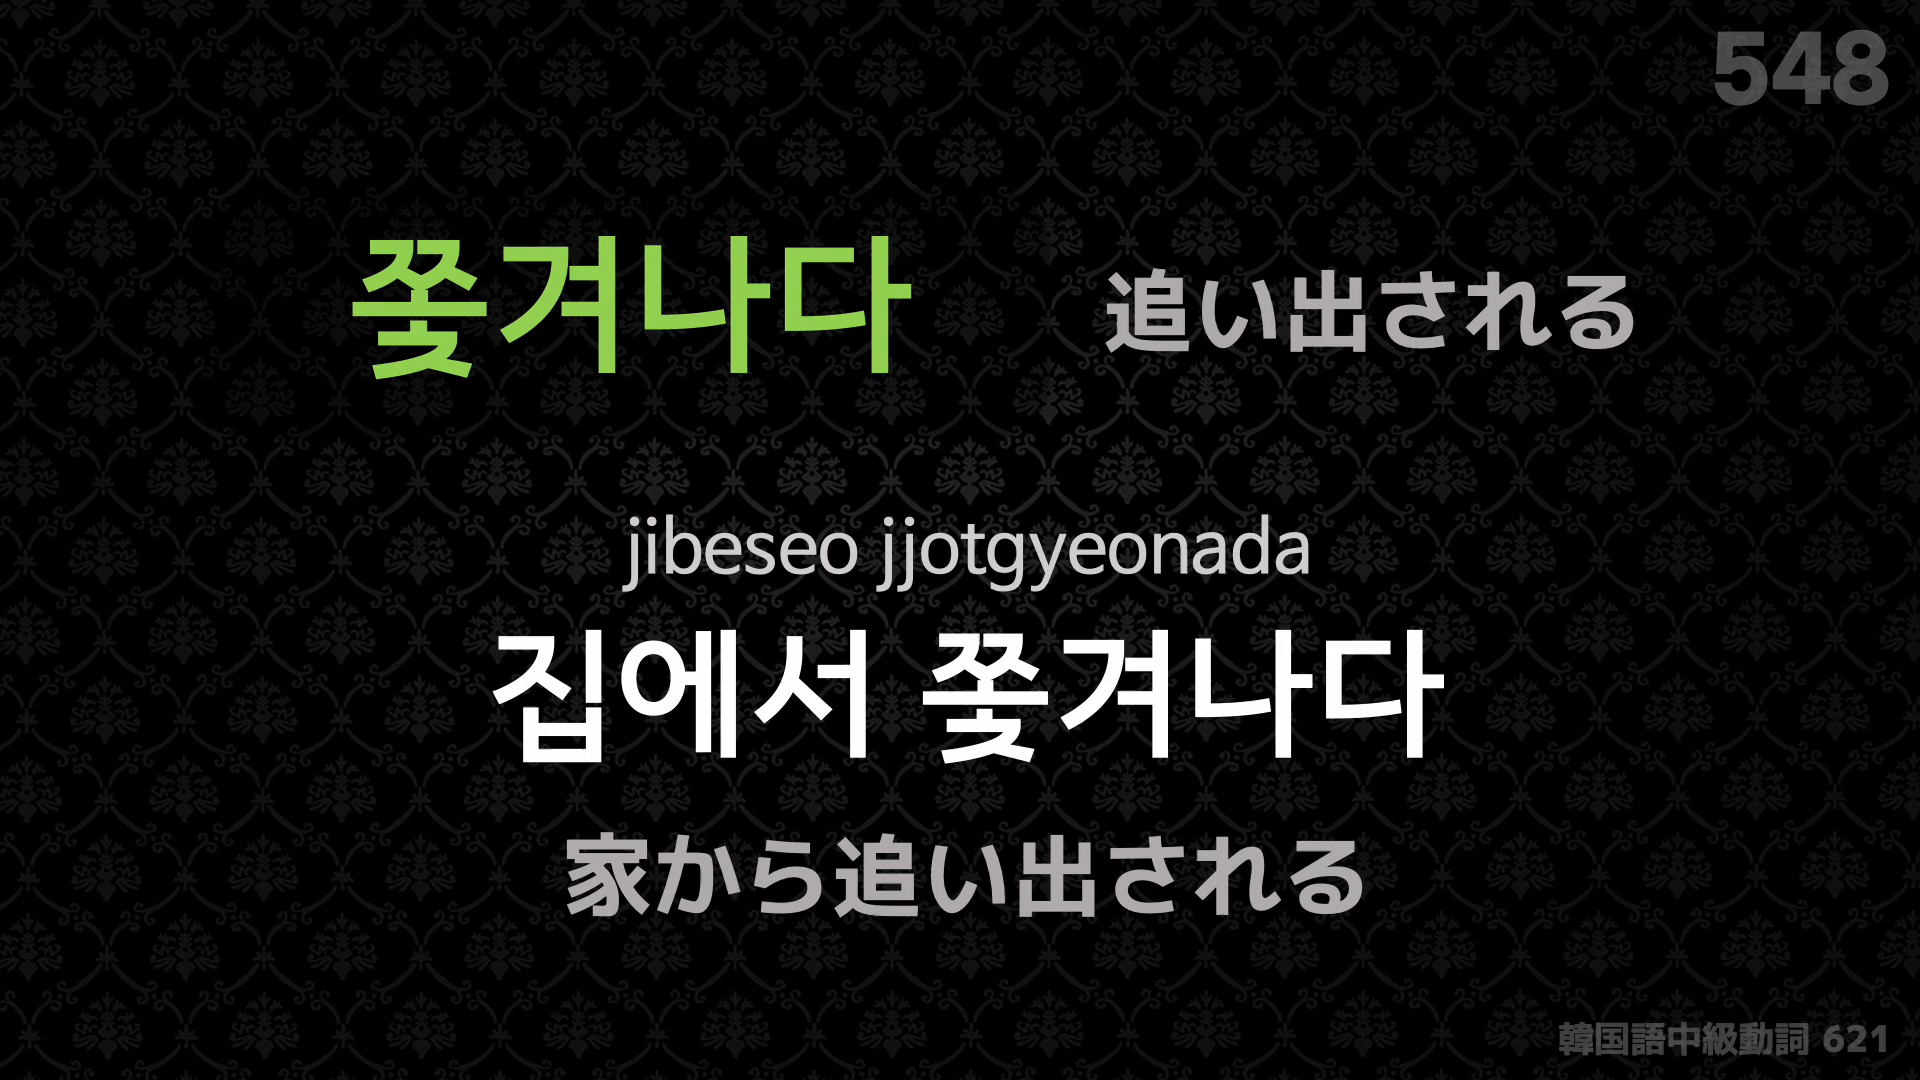 548
쫓겨나다 追い出される
jibeseo jjotgyeonada
집에서 쫓겨나다
家から追い出される
韓国語中級動詞 621